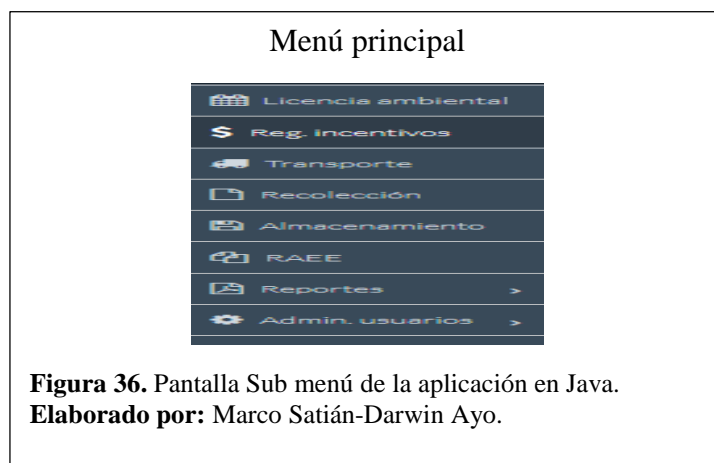 Menú principal
Licencia ambiental
$ Reg. incentivos
Transporte
Recolección
Almacenamiento
RAEE
Reportes >
Admin. usuarios >
Figura 36. Pantalla Sub menú de la aplicación en Java.
Elaborado por: Marco Satián-Darwin Ayo.